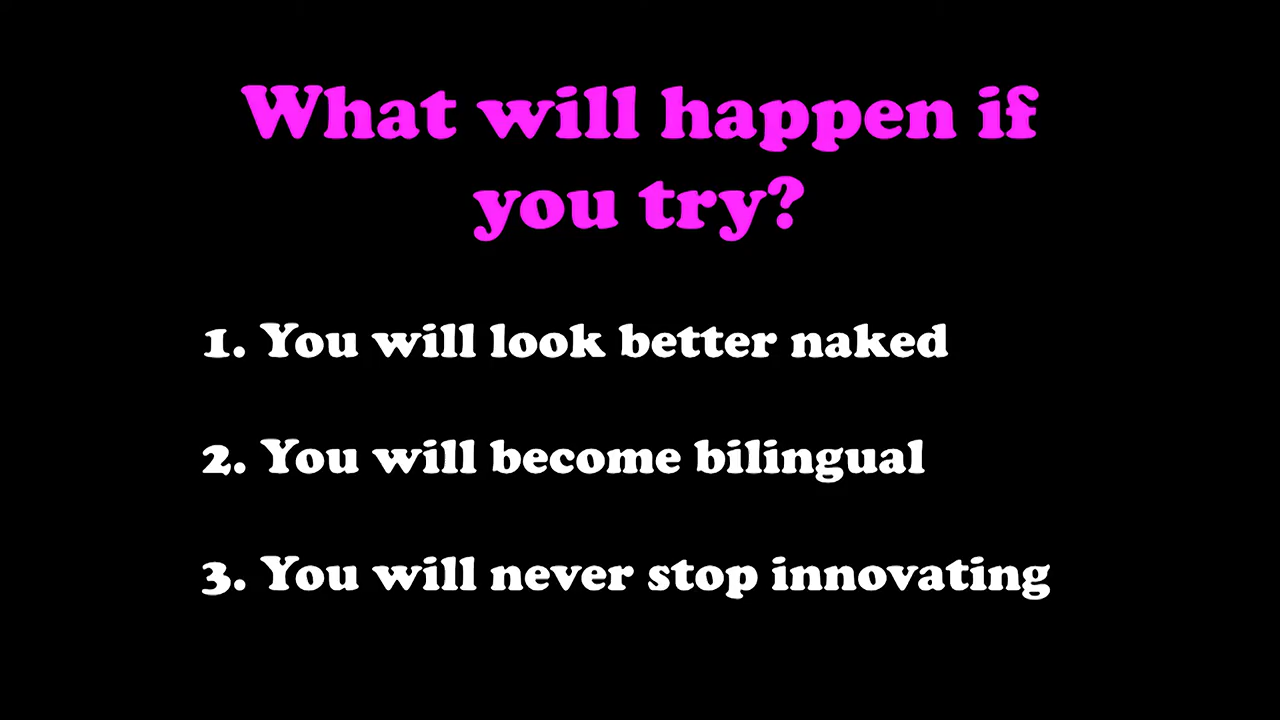 What will happen if
you try?
1. You will look better naked
2. You will become bilingual
3. You will never stop innovating